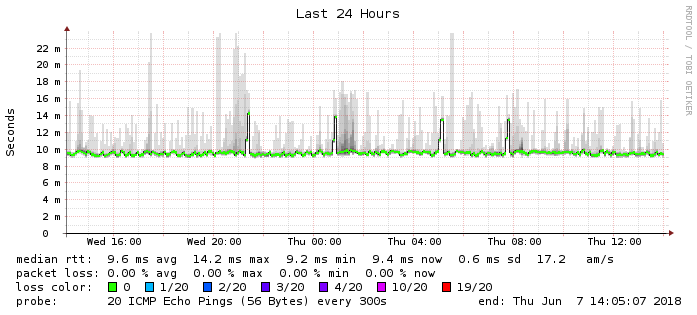 Last 24 Hours
RRDTOOL / TOBI OETIKER
Seconds
22 m
20 m
18 m
16 m
14 m
12 m
10 m
8 m
6 m
4 m
2 m
0
Wed 16:00 Wed 20:00 Thu 00:00 Thu 04:00 Thu 08:00 Thu 12:00
median rtt: 9.6 ms avg 14.2 ms max 9.2 ms min 9.4 ms now 0.6 ms sd 17.2 am/s
packet loss: 0.00 % avg 0.00 % max 0.00 % min 0.00 % now
loss color: 0 1/20 2/20 3/20 4/20 10/20 19/20
probe: 20 ICMP Echo Pings (56 Bytes) every 300s end: Thu Jun 7 14:05:07 2018